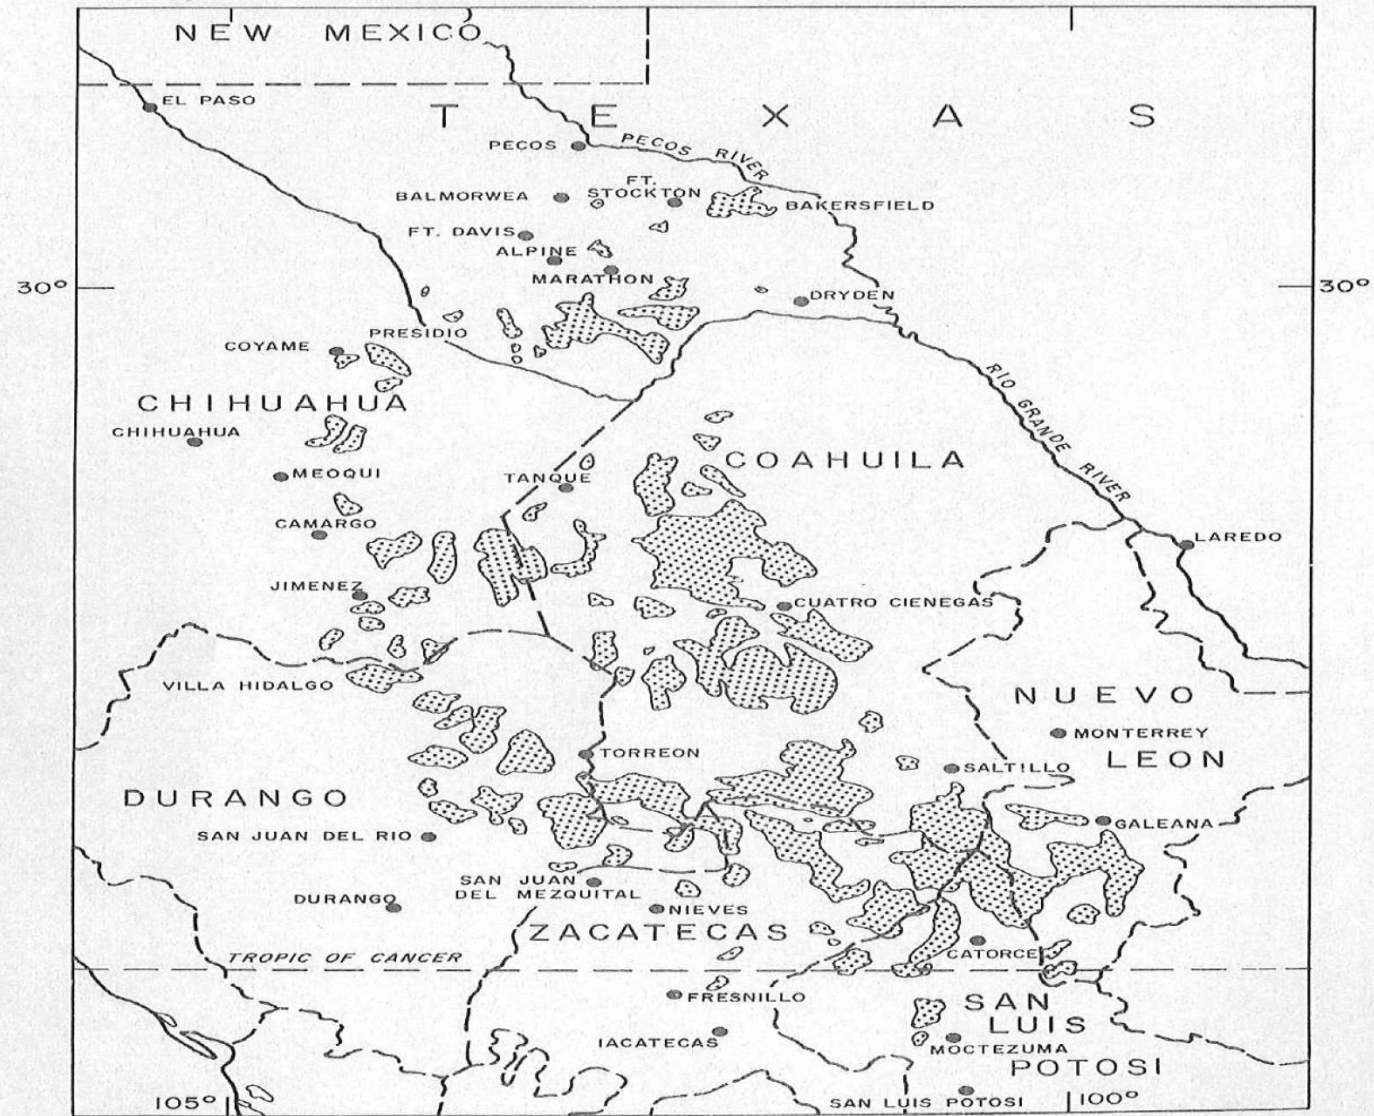 NEW MEXICO
EL PASO
T E X A S
PECOS
PECOS RIVER
BALMORWEA
FT.
STOCKTON
BAKERSFIELD
FT. DAVIS
ALPINE
MARATHON
30°
30°
DRYDEN
PRESIDIO
COYAME
CHIHUAHUA
CHIHUAHUA
RIO GRANDE RIVER
COAHUILA
MEOQUI
TANQUE
CAMARGO
LAREDO
JIMENEZ
CUATRO CIENEGAS
VILLA HIDALGO
NUEVO
LEON
MONTERREY
TORREON
SALTILLO
DURANGO
SAN JUAN DEL RIO
GALEANA
SAN JUAN
DEL MEZQUITAL
DURANGO
NIEVES
ZACATECAS
CATORCE
TROPIC OF CANCER
FRESNILLO
SAN
LUIS
POTOSI
IACATECAS
MOCTEZUMA
105°
SAN LUIS POTOSI
100°